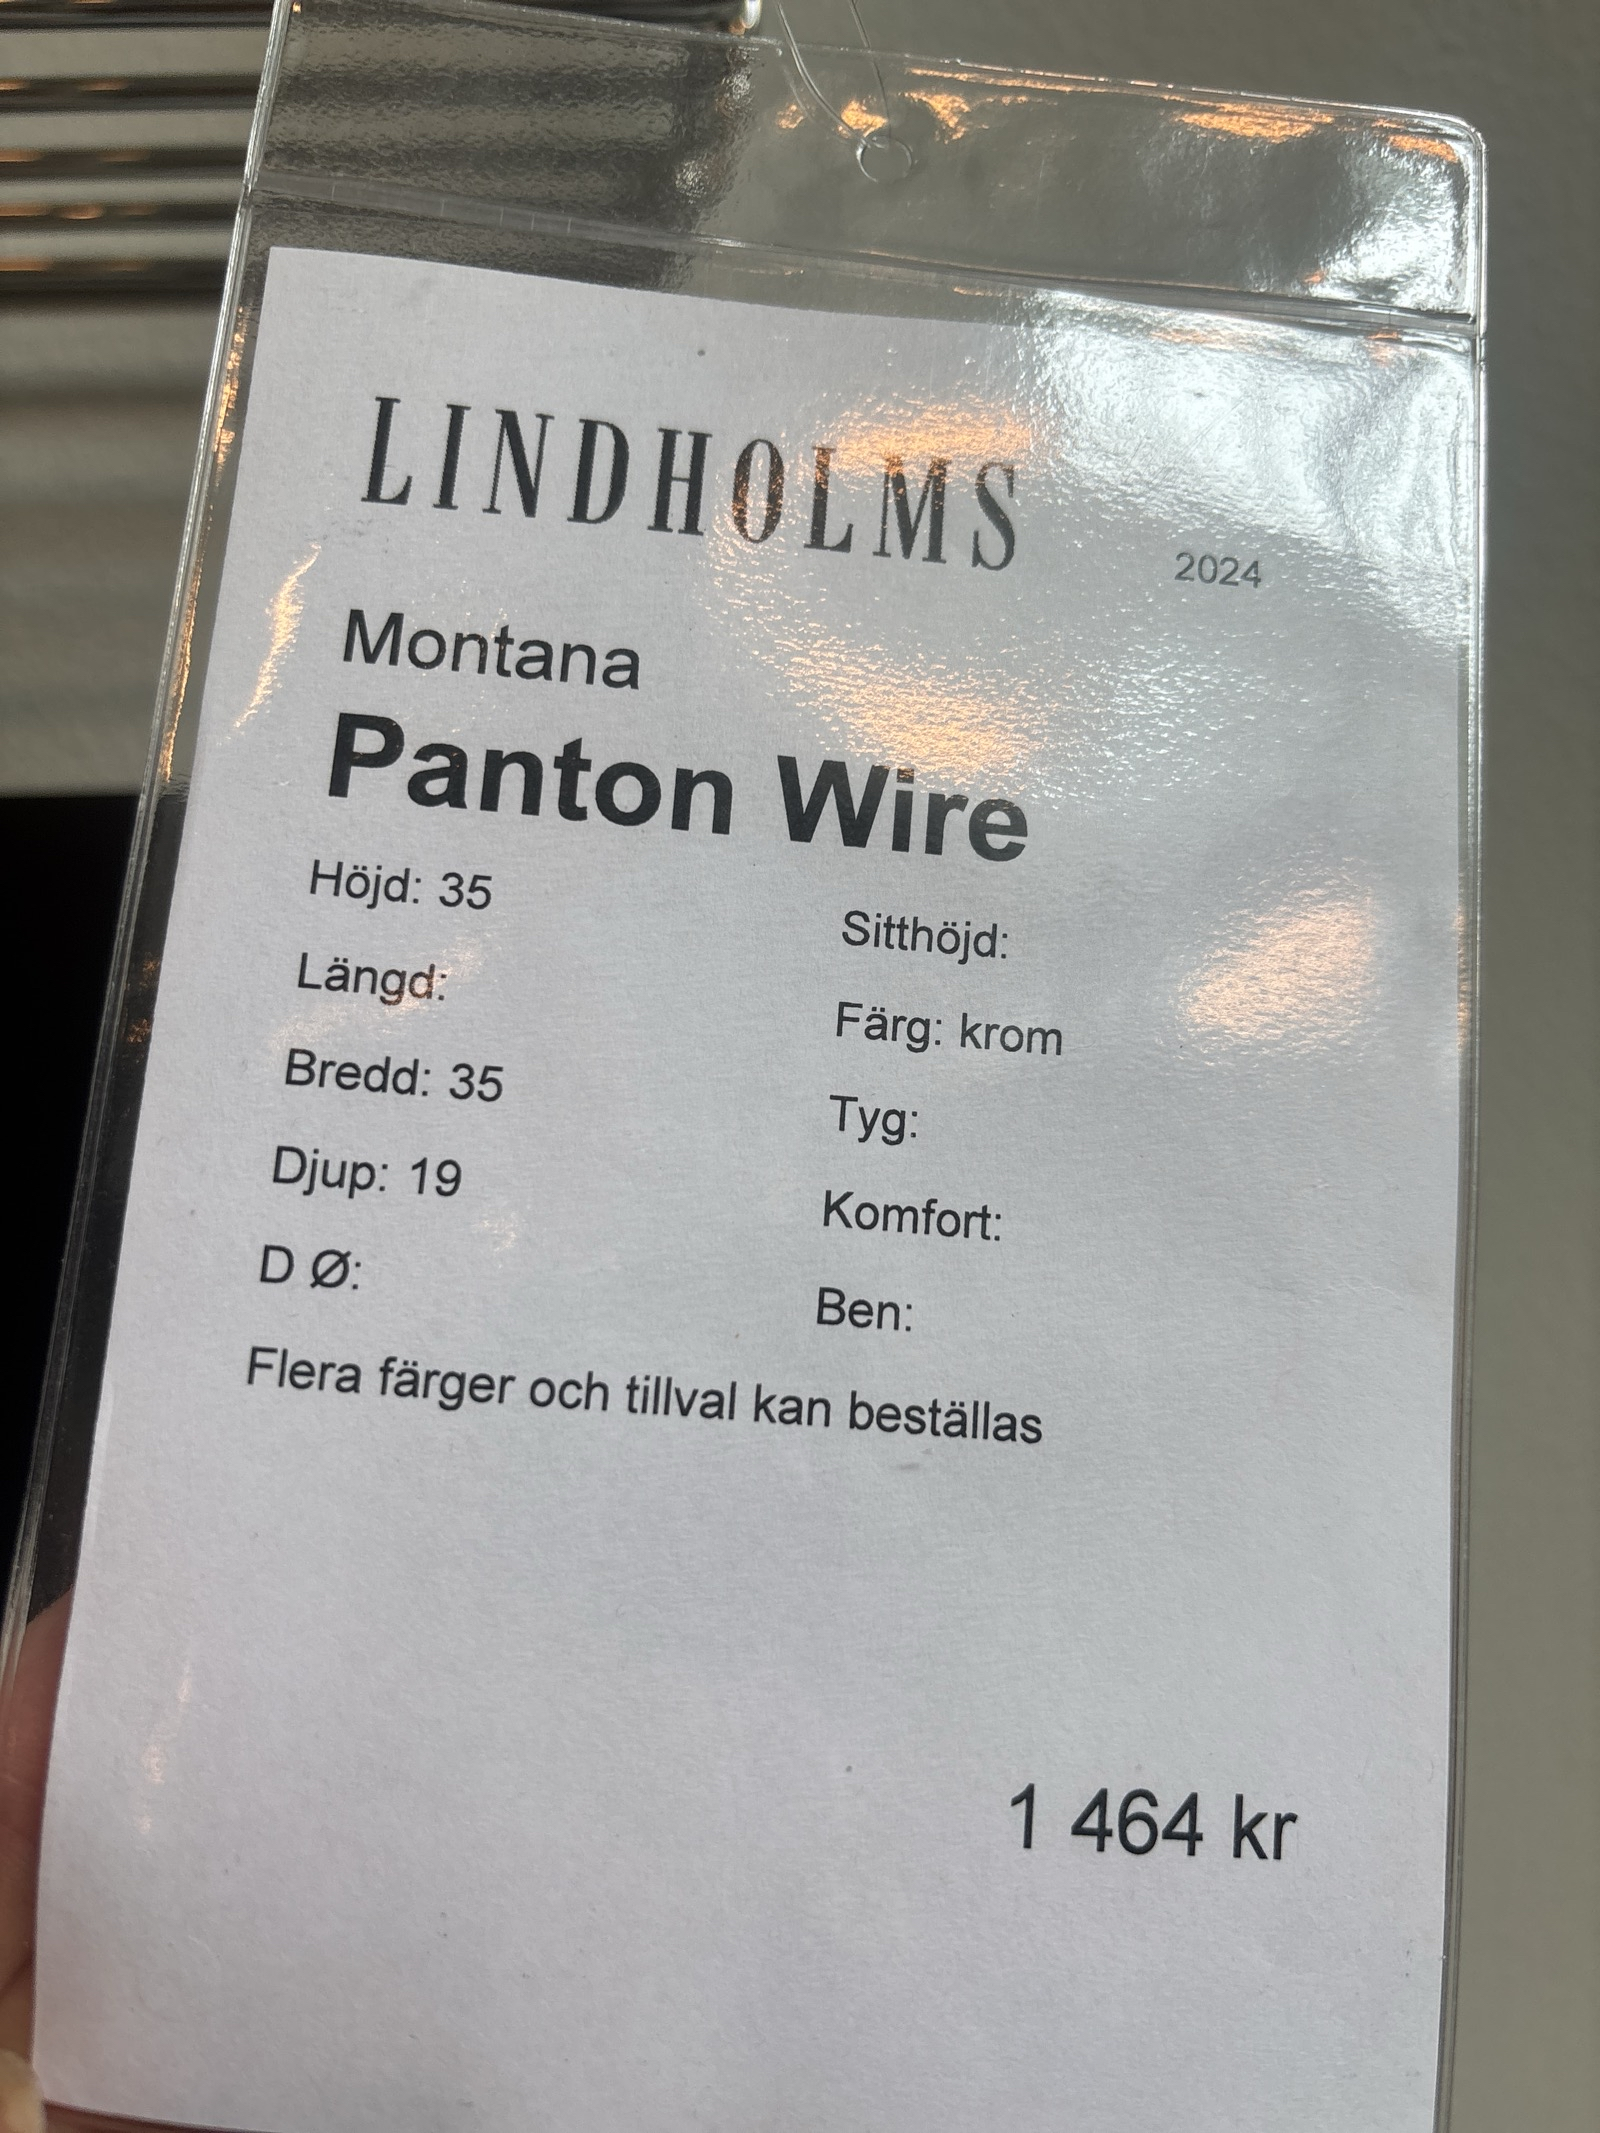 LINDHOLMS
2024
Montana
Panton Wire
Höjd: 35
Längd:
Bredd: 35
Djup: 19
D Ø:
Sitthöjd:
Färg: krom
Tyg:
Komfort:
Ben:
Flera färger och tillval kan beställas
1 464 kr